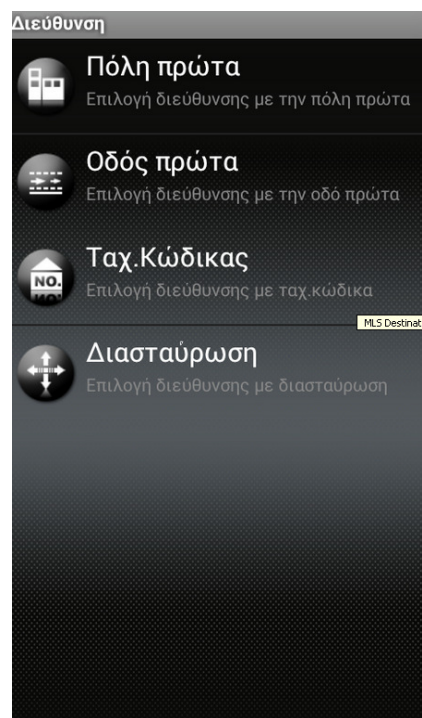 Διεύθυνση
Πόλη πρώτα
Επιλογή διεύθυνσης με την πόλη πρώτα
Οδός πρώτα
Επιλογή διεύθυνσης με την οδό πρώτα
NO.
Ταχ.Κώδικας
Επιλογή διεύθυνσης με ταχ.κώδικα
MLS Destinat
Διασταύρωση
Επιλογή διεύθυνσης με διασταύρωση